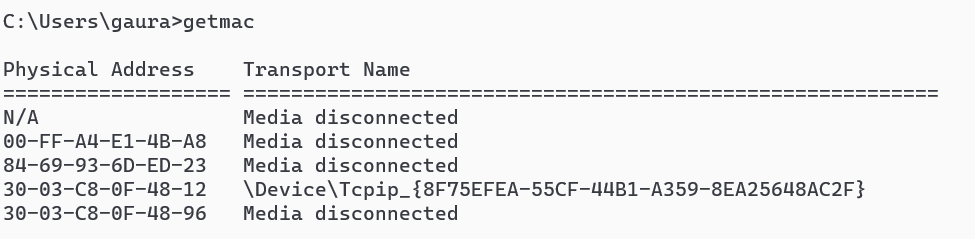 C:\Users\gaura>getmac
Physical Address    Transport Name
=================== ==========================================================
N/A                 Media disconnected
00-FF-A4-E1-4B-A8   Media disconnected
84-69-93-6D-ED-23   Media disconnected
30-03-C8-0F-48-12   \Device\Tcpip_{8F75EFEA-55CF-44B1-A359-8EA25648AC2F}
30-03-C8-0F-48-96   Media disconnected